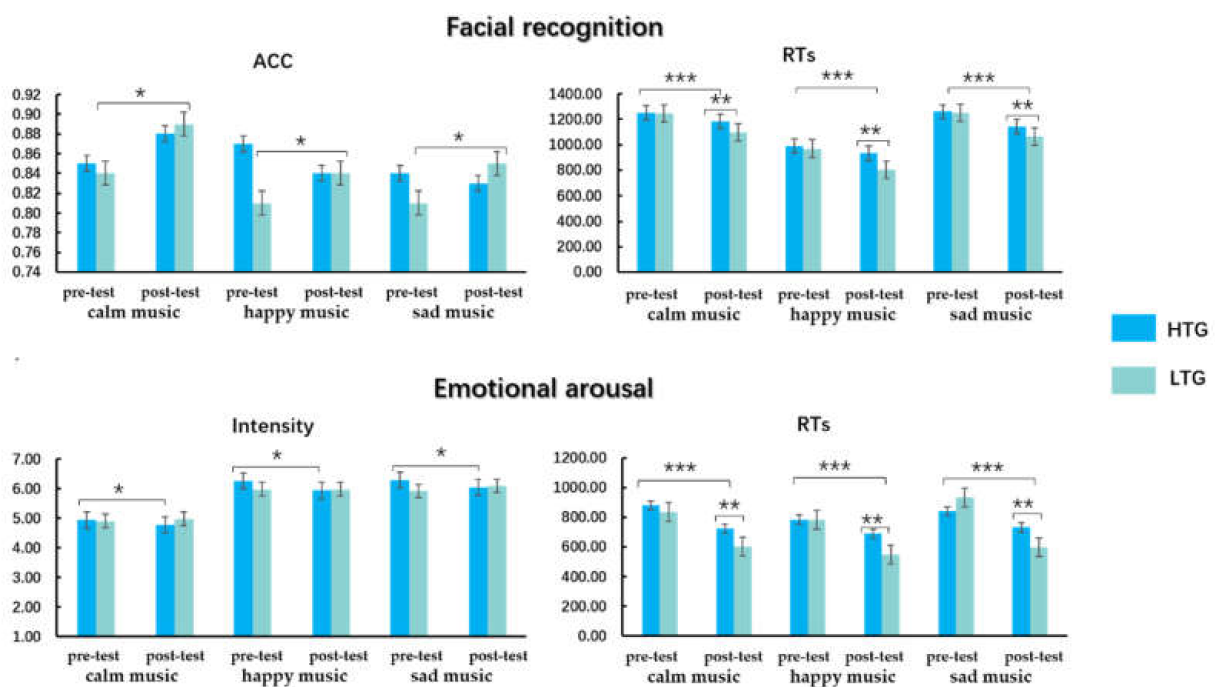 Facial recognition
ACC
0.92
0.90
0.88
0.86
0.84
0.82
0.80
0.78
0.76
0.74
*
*
*
pre-test post-test pre-test post-test pre-test post-test
calm music happy music sad music
RTs
1400.00
1200.00
1000.00
800.00
600.00
400.00
200.00
0.00
*** *** ***
** ** **
pre-test post-test pre-test post-test pre-test post-test
calm music happy music sad music
HTG
LTG
Emotional arousal
Intensity
7.00
6.00
5.00
4.00
3.00
2.00
1.00
* * *
pre-test post-test pre-test post-test pre-test post-test
calm music happy music sad music
RTs
1200.00
1000.00
800.00
600.00
400.00
200.00
0.00
*** *** ***
** ** **
pre-test post-test pre-test post-test pre-test post-test
calm music happy music sad music